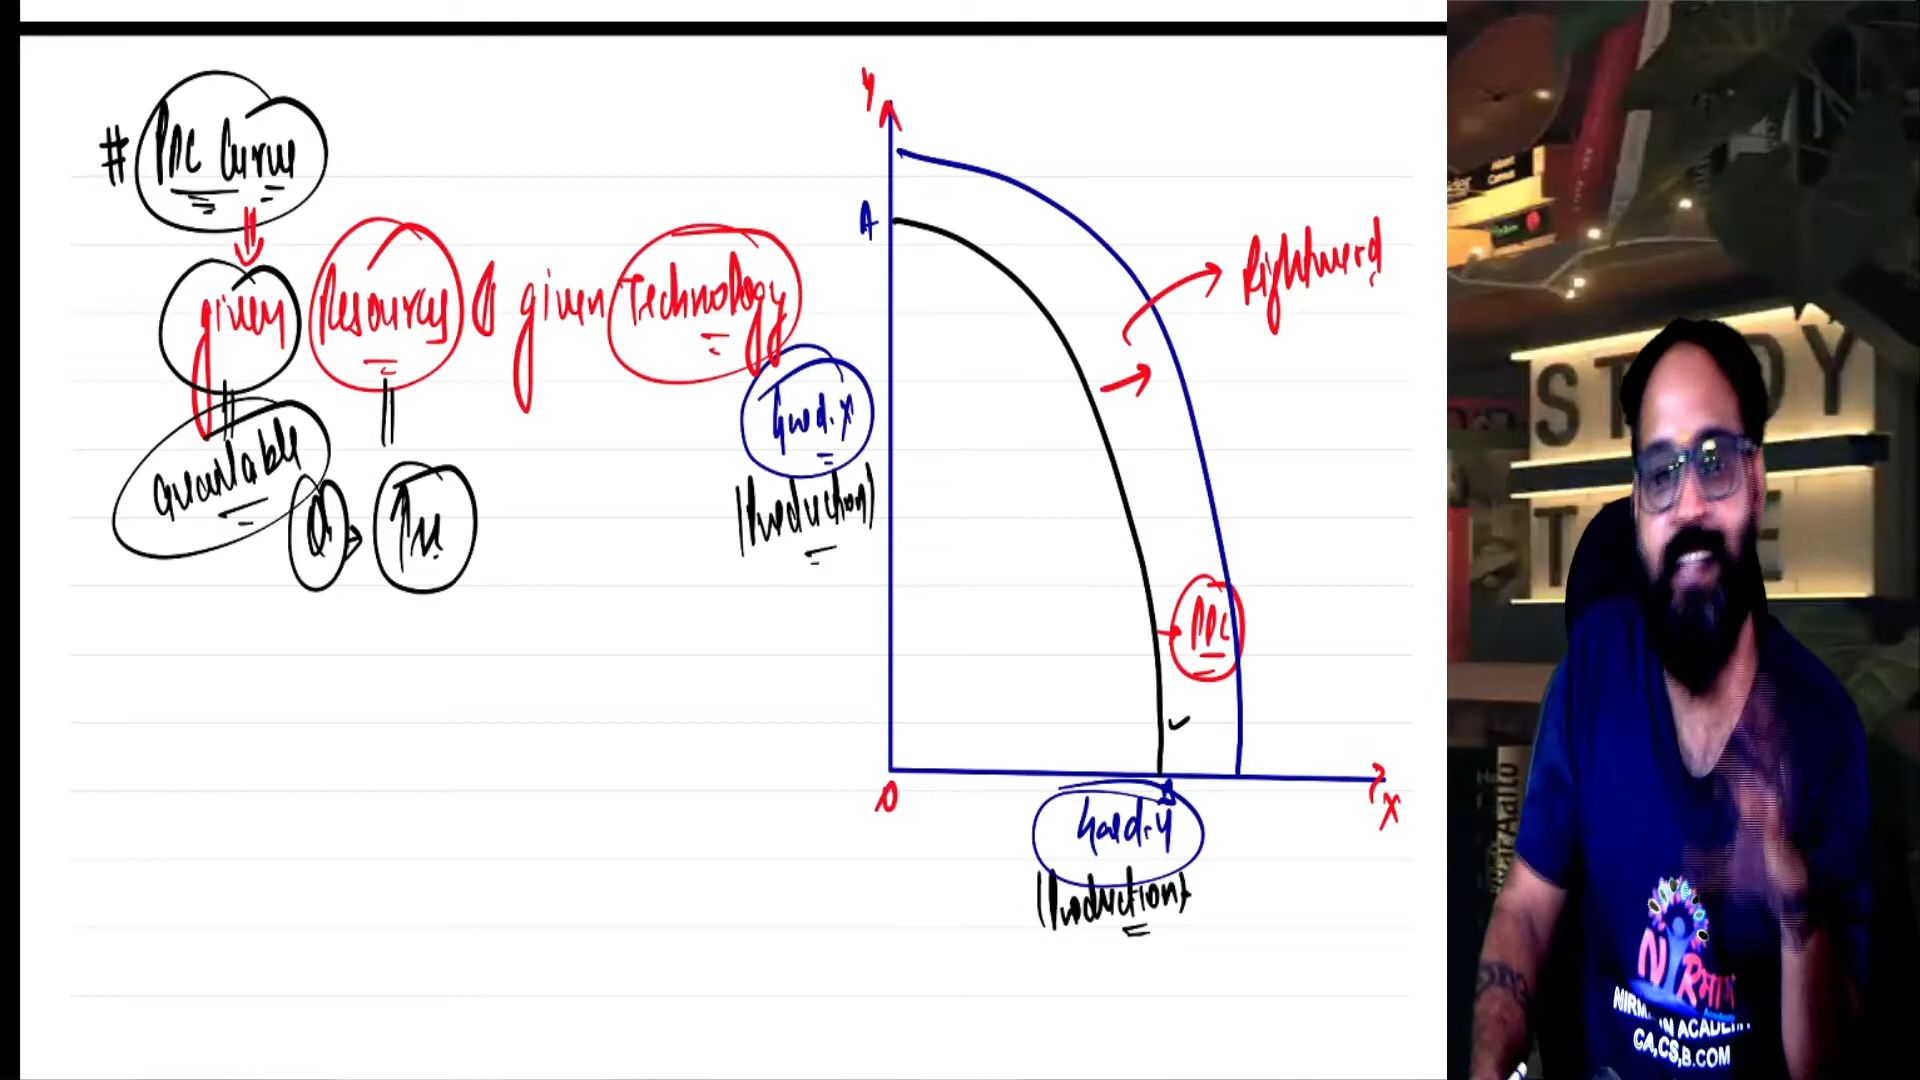 # PPC Curve
given Resources & given Technology
available
Good.X
(Production)
Y
A
Rightward
PPC
O
X
Good.Y
(Production)
STUDY
T E
NIRMAN ACADEMY
CA,CS,B.COM